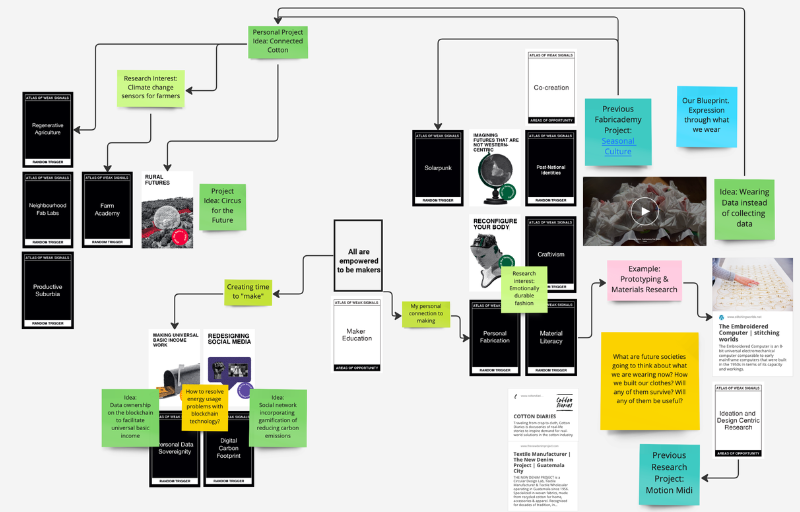 Personal Project
Idea: Connected
Cotton
Research Interest:
Climate change
sensors for farmers
ATLAS OF WEAK SIGNALS
Regenerative
Agriculture
RANDOM TRIGGER
ATLAS OF WEAK SIGNALS
Neighbourhood
Fab Labs
RANDOM TRIGGER
ATLAS OF WEAK SIGNALS
Farm
Academy
RANDOM TRIGGER
RURAL
FUTURES
Project
Idea: Circus
for the
Future
ATLAS OF WEAK SIGNALS
Productive
Suburbia
RANDOM TRIGGER
All are
empowered
to be makers
Creating time
to "make"
ATLAS OF WEAK SIGNALS
Maker
Education
AREAS OF OPPORTUNITY
My personal
connection to
making
MAKING UNIVERSAL
BASIC INCOME
WORK
REDESIGNING
SOCIAL MEDIA
Idea:
Data ownership
on the blockchain
to facilitate
universal basic
income
How to resolve
energy usage
problems with
blockchain
technology?
Idea:
Social network
incorporating
gamification of
reducing carbon
emissions
Personal Data
Sovereignity
RANDOM TRIGGER
Digital
Carbon
Footprint
RANDOM TRIGGER
ATLAS OF WEAK SIGNALS
Co-creation
AREAS OF OPPORTUNITY
ATLAS OF WEAK SIGNALS
Solarpunk
RANDOM TRIGGER
IMAGINING
FUTURES THAT ARE
NOT WESTERN-
CENTRIC
ATLAS OF WEAK SIGNALS
Post-National
Identities
RANDOM TRIGGER
RECONFIGURE
YOUR BODY
ATLAS OF WEAK SIGNALS
Craftivism
Research
interest:
Emotionally
durable
fashion
Personal
Fabrication
RANDOM TRIGGER
Material
Literacy
RANDOM TRIGGER
Previous
Fabricademy
Project:
Seasonal
Culture
Our Blueprint.
Expression
through what
we wear
Idea: Wearing
Data instead
of collecting
data
Example:
Prototyping &
Materials Research
The Embroidered
Computer | stitching
worlds
The Embroidered Computer is an 8
What are future societies
going to think about what
we are wearing now? How
we built our clothes? Will
any of them survive? Will
any of them be useful?
ATLAS OF WEAK SIGNALS
Ideation and
Design Centric
Research
AREAS OF OPPORTUNITY
Previous
Research
Project:
Motion Midi
COTTON DIARIES
Textile Manufacturer |
The New Denim
Project | Guatemala
City